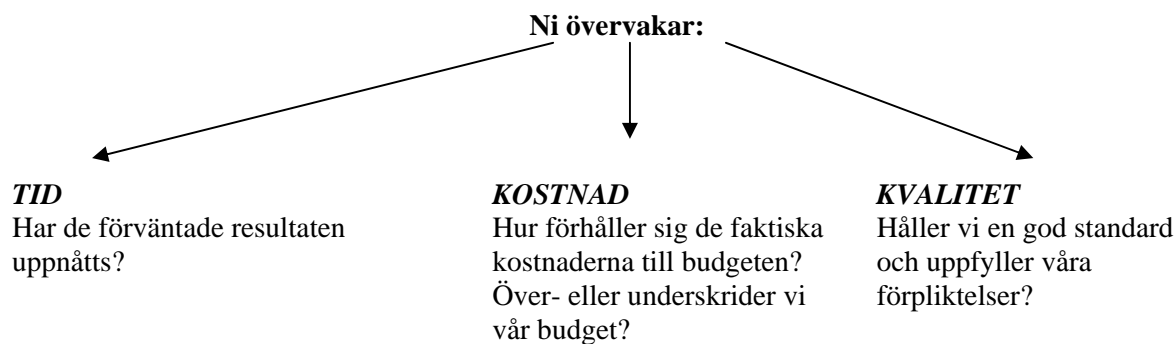 Ni övervakar:
TID
Har de förväntade resultaten
uppnåtts?
KOSTNAD
Hur förhåller sig de faktiska
kostnaderna till budgeten?
Över- eller underskrider vi
vår budget?
KVALITET
Håller vi en god standard
och uppfyller våra
förpliktelser?